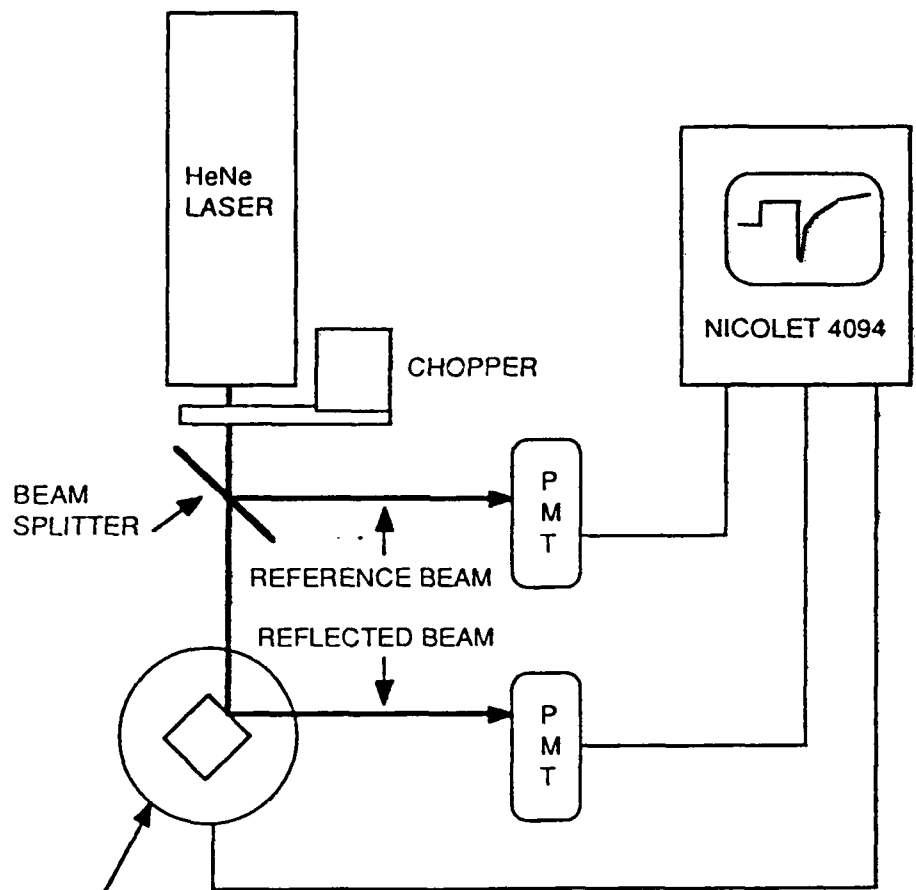 HeNe
LASER
CHOPPER
NICOLET 4094
BEAM
SPLITTER
P
M
T
REFERENCE BEAM
REFLECTED BEAM
P
M
T